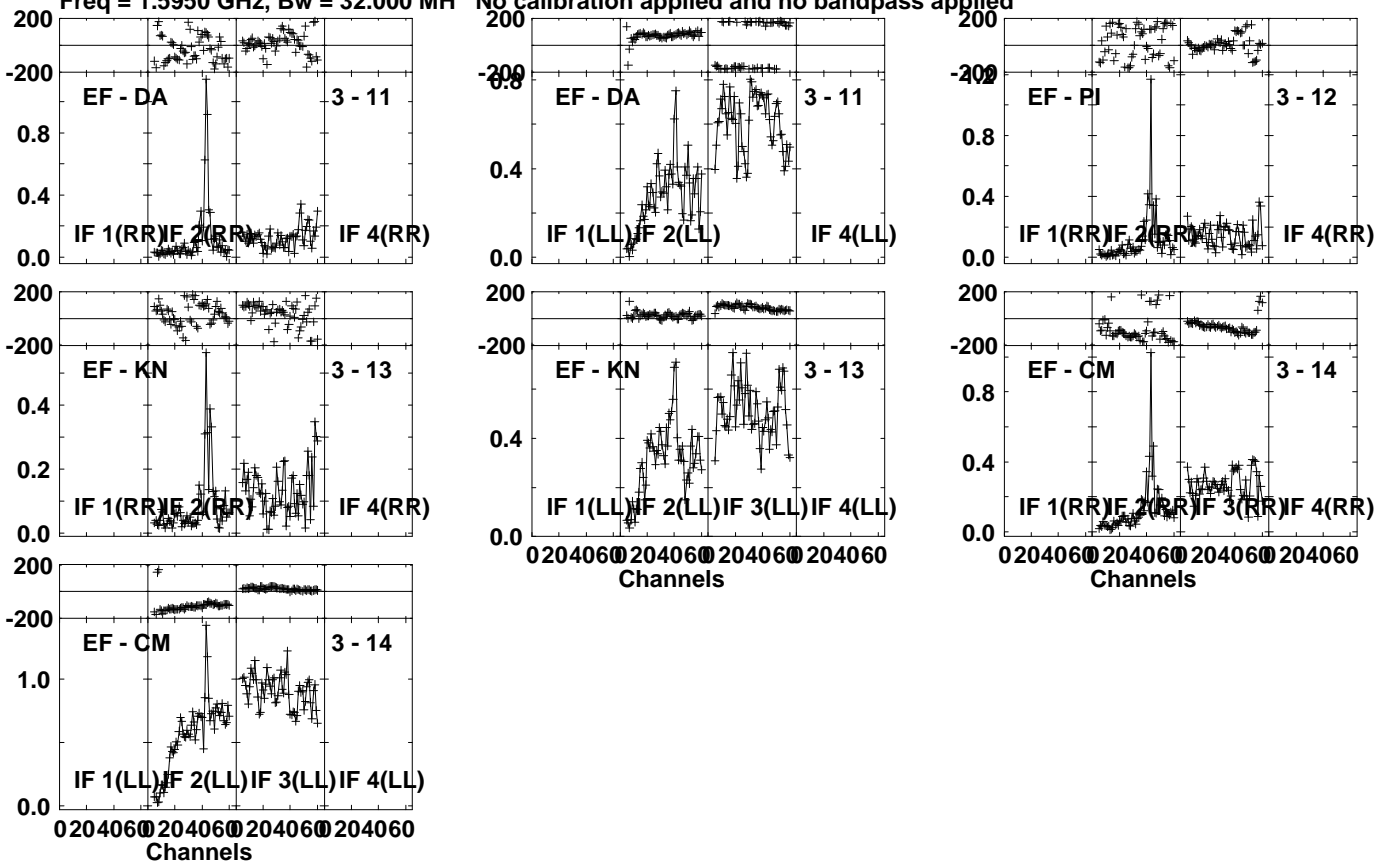 Freq = 1.5950 GHz, Bw = 32.000 MH No calibration applied and no bandpass applied
200
-200
EF - DA 3 - 11
0.8
0.4
0.0
IF 1(RR) IF 2(RR) IF 4(RR)
-200
0.8
EF - DA 3 - 11
0.4
0.0
IF 1(LL) IF 2(LL) IF 4(LL)
200
-200
1.2
EF - PI 3 - 12
0.8
0.4
0.0
IF 1(RR) IF 2(RR) IF 4(RR)
200
-200
EF - KN 3 - 13
0.4
0.2
0.0
IF 1(RR) IF 2(RR) IF 4(RR)
EF - KN 3 - 13
0.4
0.0
IF 1(LL) IF 2(LL) IF 3(LL) IF 4(LL)
0 20 40 60 0 20 40 60 0 20 40 60 0 20 40 60
Channels
200
-200
EF - CM 3 - 14
0.8
0.4
0.0
IF 1(RR) IF 2(RR) IF 3(RR) IF 4(RR)
0 20 40 60 0 20 40 60 0 20 40 60 0 20 40 60
Channels
200
-200
EF - CM 3 - 14
1.0
0.0
IF 1(LL) IF 2(LL) IF 3(LL) IF 4(LL)
0 20 40 60 0 20 40 60 0 20 40 60 0 20 40 60
Channels